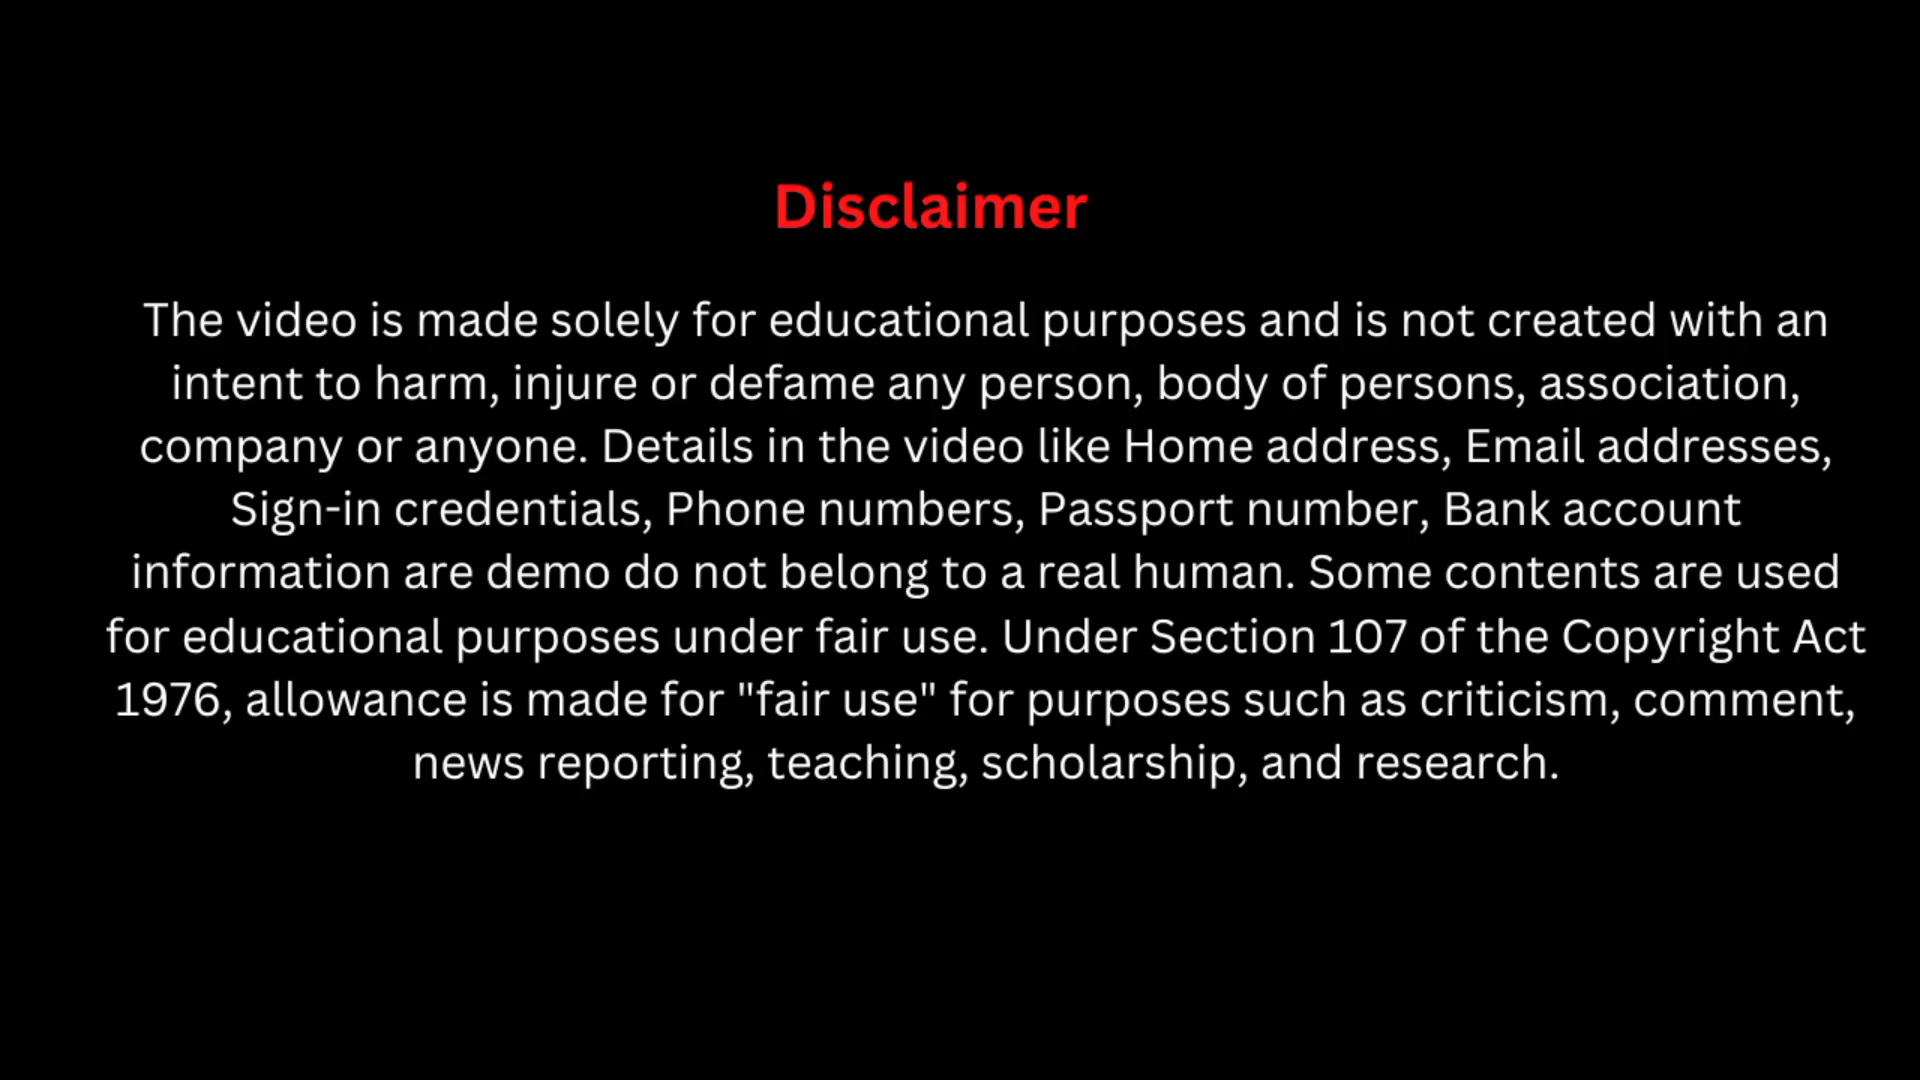 Disclaimer
The video is made solely for educational purposes and is not created with an
intent to harm, injure or defame any person, body of persons, association,
company or anyone. Details in the video like Home address, Email addresses,
Sign-in credentials, Phone numbers, Passport number, Bank account
information are demo do not belong to a real human. Some contents are used
for educational purposes under fair use. Under Section 107 of the Copyright Act
1976, allowance is made for "fair use" for purposes such as criticism, comment,
news reporting, teaching, scholarship, and research.